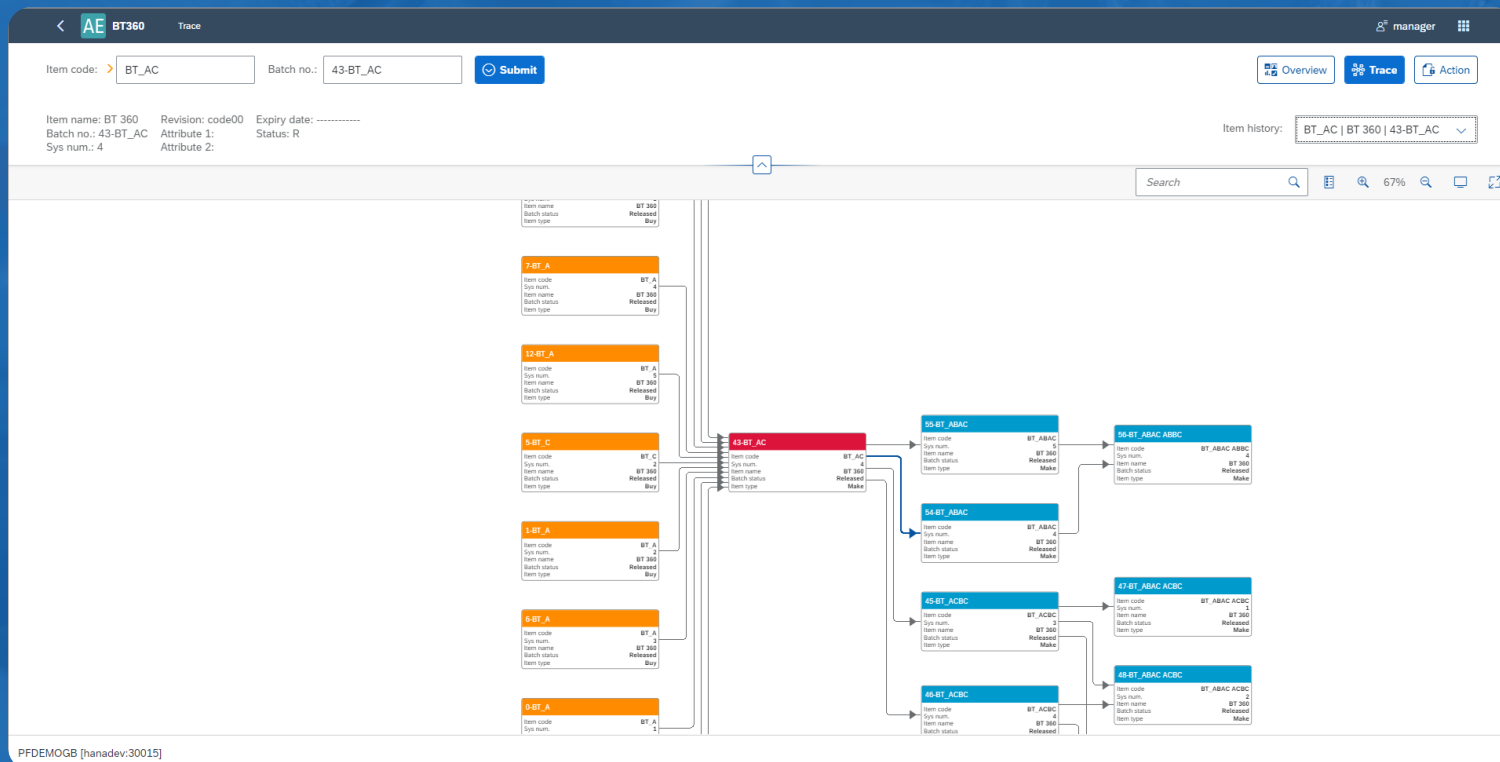 AE BT360 Trace manager
Item code: BT_AC Batch no.: 43-BT_AC Submit Overview Trace Action
Item name: BT 360 Revision: code00 Expiry date: ------------
Batch no.: 43-BT_AC Attribute 1: Status: R
Sys num.: 4 Attribute 2:
Item history: BT_AC | BT 360 | 43-BT_AC
Search 67%
Item name BT 360
Batch status Released
Item type Buy
7-BT_A
Item code BT_A
Sys num. 4
Item name BT 360
Batch status Released
Item type Buy
12-BT_A
Item code BT_A
Sys num. 5
Item name BT 360
Batch status Released
Item type Buy
5-BT_C
Item code BT_C
Sys num. 2
Item name BT 360
Batch status Released
Item type Buy
1-BT_A
Item code BT_A
Sys num. 2
Item name BT 360
Batch status Released
Item type Buy
6-BT_A
Item code BT_A
Sys num. 3
Item name BT 360
Batch status Released
Item type Buy
0-BT_A
Item code BT_A
Sys num. 1
43-BT_AC
Item code BT_AC
Sys num. 4
Item name BT 360
Batch status Released
Item type Make
55-BT_ABAC
Item code BT_ABAC
Sys num. 5
Item name BT 360
Batch status Released
Item type Make
54-BT_ABAC
Item code BT_ABAC
Sys num. 4
Item name BT 360
Batch status Released
Item type Make
45-BT_ACBC
Item code BT_ACBC
Sys num. 3
Item name BT 360
Batch status Released
Item type Make
46-BT_ACBC
Item code BT_ACBC
Sys num. 4
Item name BT 360
Batch status Released
56-BT_ABAC ABBC
Item code BT_ABAC ABBC
Sys num. 4
Item name BT 360
Batch status Released
Item type Make
47-BT_ABAC ACBC
Item code BT_ABAC ACBC
Sys num. 1
Item name BT 360
Batch status Released
Item type Make
48-BT_ABAC ACBC
Item code BT_ABAC ACBC
Sys num. 2
Item name BT 360
Batch status Released
Item type Make
PFDEMOGB [hanadev:30015]